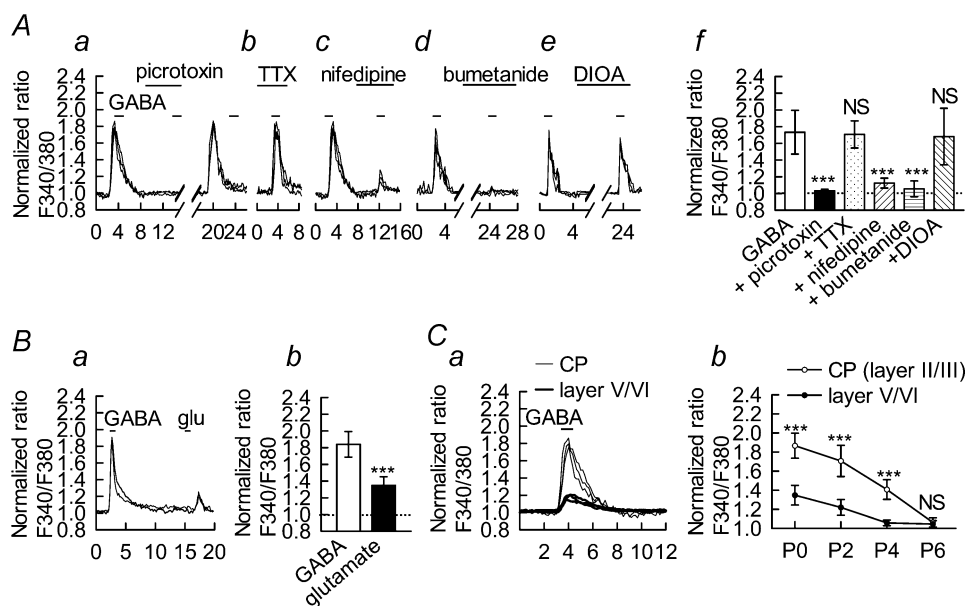 A
a
b
c
d
e
f
picrotoxin
TTX
nifedipine
bumetanide
DIOA
GABA
Normalized ratio
F340/F380
2.4
2.2
2.0
1.8
1.6
1.4
1.2
1.0
0.8
0 4 8 12 20 24 0 4 8 0 4 8 12 16 0 4 24 28 0 4 24
Normalized ratio
F340/F380
2.4
2.2
2.0
1.8
1.6
1.4
1.2
1.0
0.8
*** NS *** *** NS
GABA
+ picrotoxin
+ TTX
+ nifedipine
+ bumetanide
+DIOA
B
a
Normalized ratio
F340/F380
2.4
2.2
2.0
1.8
1.6
1.4
1.2
1.0
0.8
GABA glu
0 5 10 15 20
b
Normalized ratio
F340/F380
2.4
2.2
2.0
1.8
1.6
1.4
1.2
1.0
0.8
***
GABA
glutamate
C
a
CP
layer V/VI
GABA
Normalized ratio
F340/380
2.4
2.2
2.0
1.8
1.6
1.4
1.2
1.0
0.8
2 4 6 8 10 12
b
CP (layer II/III)
layer V/VI
Normalized ratio
F340/F380
2.4
2.2
2.0
1.8
1.6
1.4
1.2
1.0
*** *** *** NS
P0 P2 P4 P6